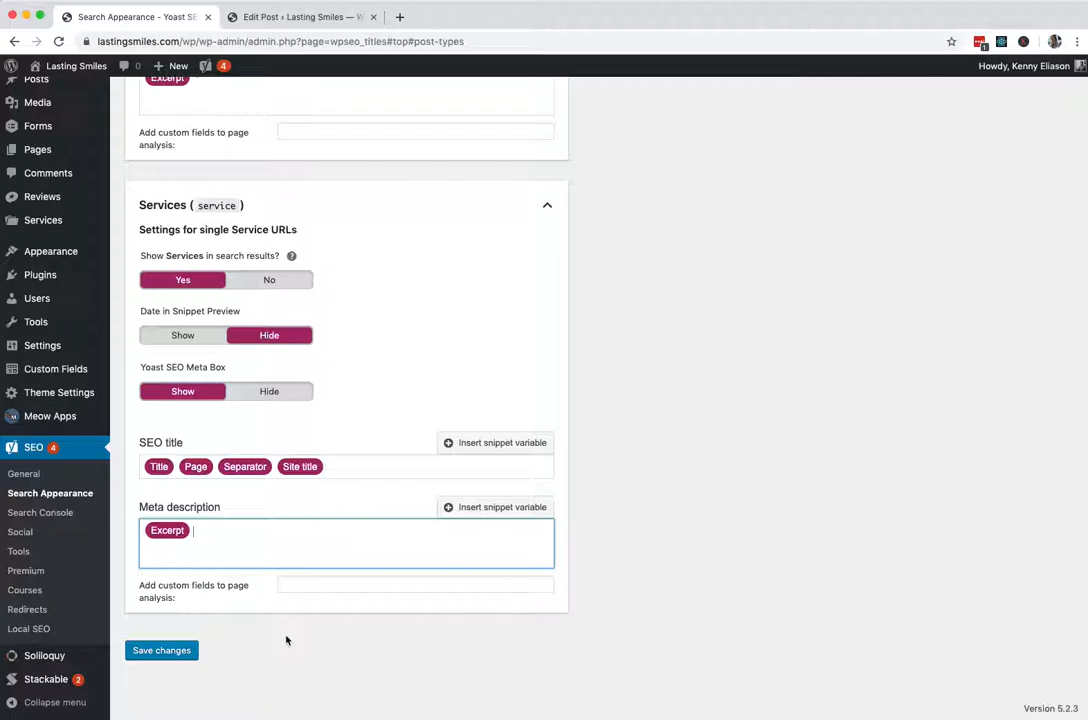 Search Appearance - Yoast SE
Edit Post ‹ Lasting Smiles — W
lastingsmiles.com/wp/wp-admin/admin.php?page=wpseo_titles#top#post-types
1
Lasting Smiles
0
New
4
Howdy, Kenny Eliason
Posts
Media
Forms
Pages
Comments
Reviews
Services
Appearance
Plugins
Users
Tools
Settings
Custom Fields
Theme Settings
Meow Apps
SEO 4
General
Search Appearance
Search Console
Social
Tools
Premium
Courses
Redirects
Local SEO
Soliloquy
Stackable 2
Collapse menu
Excerpt
Add custom fields to page
analysis:
Services ( service )
Settings for single Service URLs
Show Services in search results? ?
Yes No
Date in Snippet Preview
Show Hide
Yoast SEO Meta Box
Show Hide
SEO title
Insert snippet variable
Title Page Separator Site title
Meta description
Insert snippet variable
Excerpt
Add custom fields to page
analysis:
Save changes
Version 5.2.3